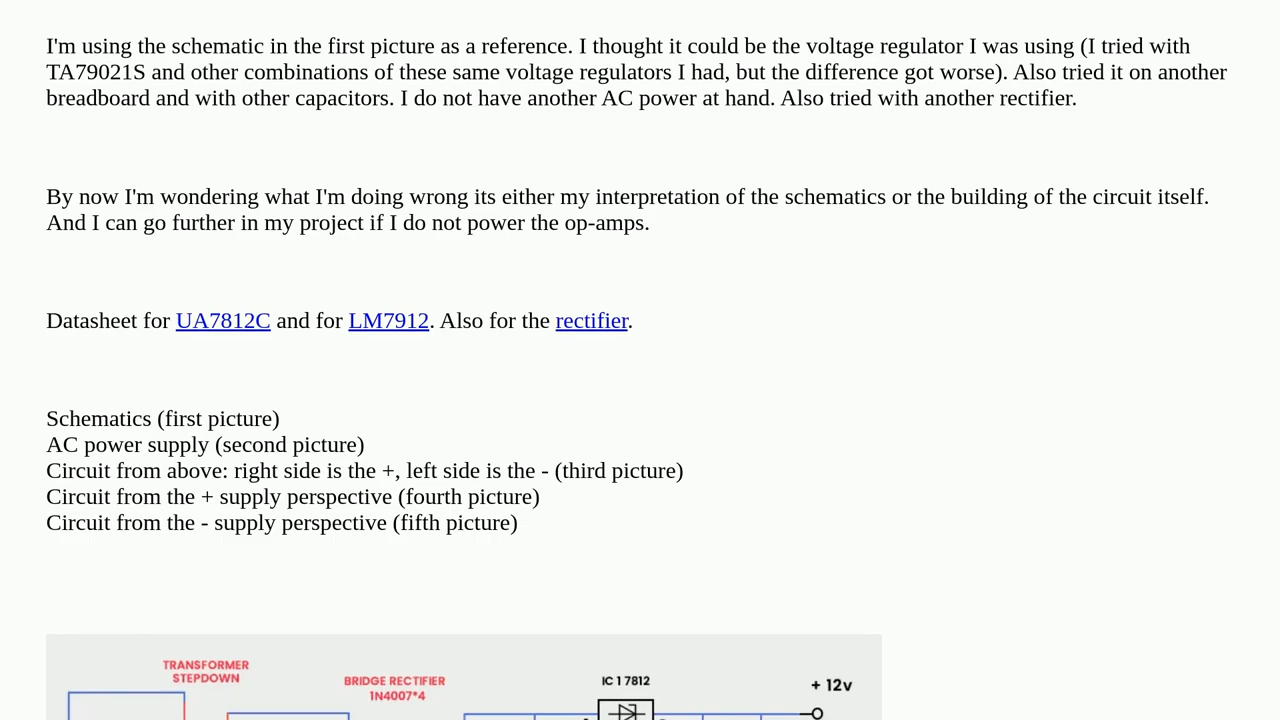 I'm using the schematic in the first picture as a reference. I thought it could be the voltage regulator I was using (I tried with
TA79021S and other combinations of these same voltage regulators I had, but the difference got worse). Also tried it on another
breadboard and with other capacitors. I do not have another AC power at hand. Also tried with another rectifier.
By now I'm wondering what I'm doing wrong its either my interpretation of the schematics or the building of the circuit itself.
And I can go further in my project if I do not power the op-amps.
Datasheet for UA7812C and for LM7912. Also for the rectifier.
Schematics (first picture)
AC power supply (second picture)
Circuit from above: right side is the +, left side is the - (third picture)
Circuit from the + supply perspective (fourth picture)
Circuit from the - supply perspective (fifth picture)
TRANSFORMER
STEPDOWN
BRIDGE RECTIFIER
1N4007*4
IC 1 7812
+ 12v